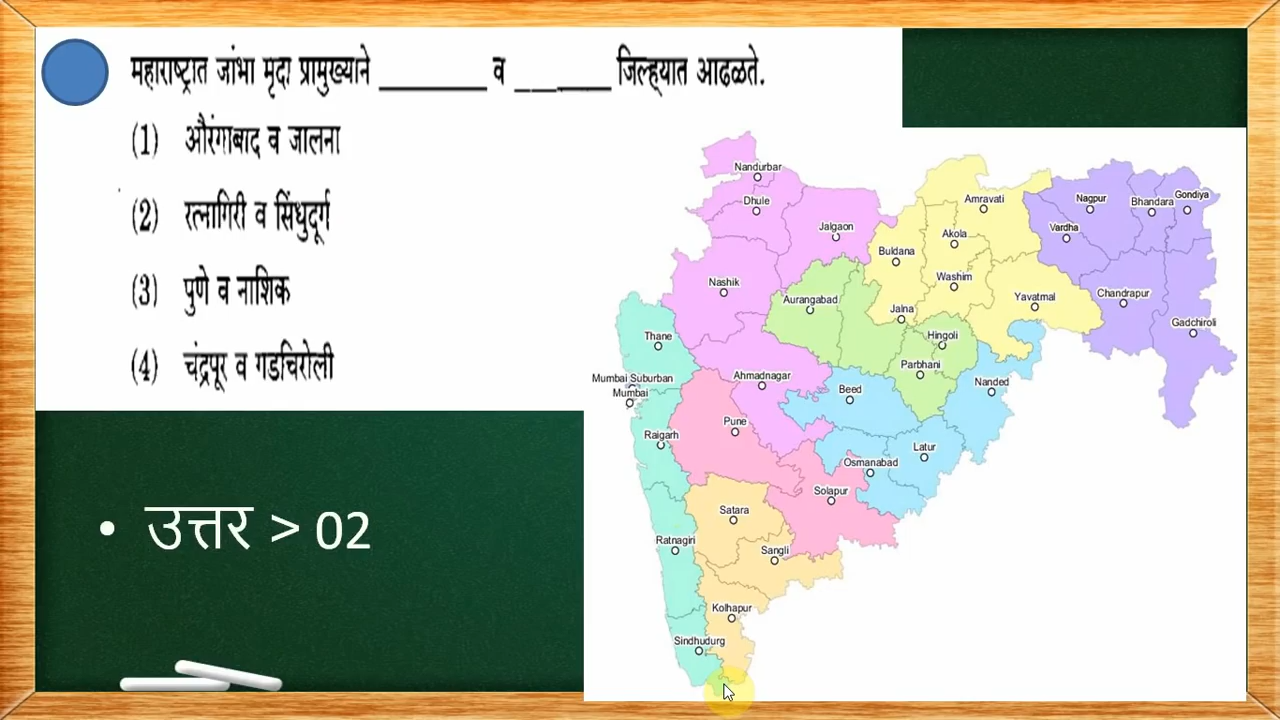 महाराष्ट्रात जांभा मृदा प्रामुख्याने ________ व ________ जिल्ह्यात आढळते.
(1) औरंगाबाद व जालना
(2) रत्नागिरी व सिंधुदूर्ग
(3) पुणे व नाशिक
(4) चंद्रपूर व गडचिरोली
• उत्तर > 02
Nandurbar
Dhule
Jalgaon
Nashik
Buldana
Akola
Amravati
Washim
Yavatmal
Nagpur
Vardha
Bhandara
Gondiya
Chandrapur
Gadchiroli
Aurangabad
Jalna
Hingoli
Parbhani
Nanded
Beed
Latur
Osmanabad
Thane
Mumbai Suburban
Mumbai
Raigarh
Ratnagiri
Sindhudurg
Ahmadnagar
Pune
Solapur
Satara
Sangli
Kolhapur